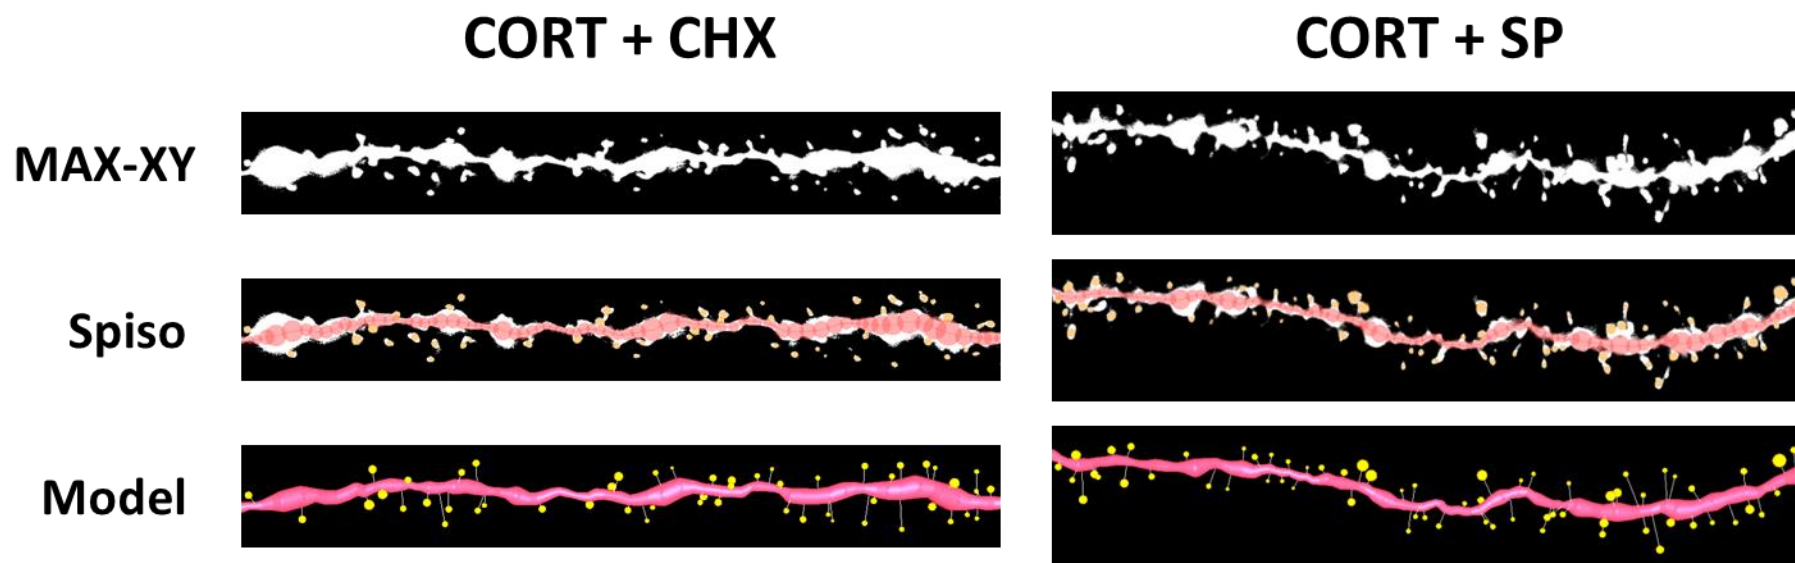 CORT + CHX
CORT + SP
MAX-XY
Spiso
Model